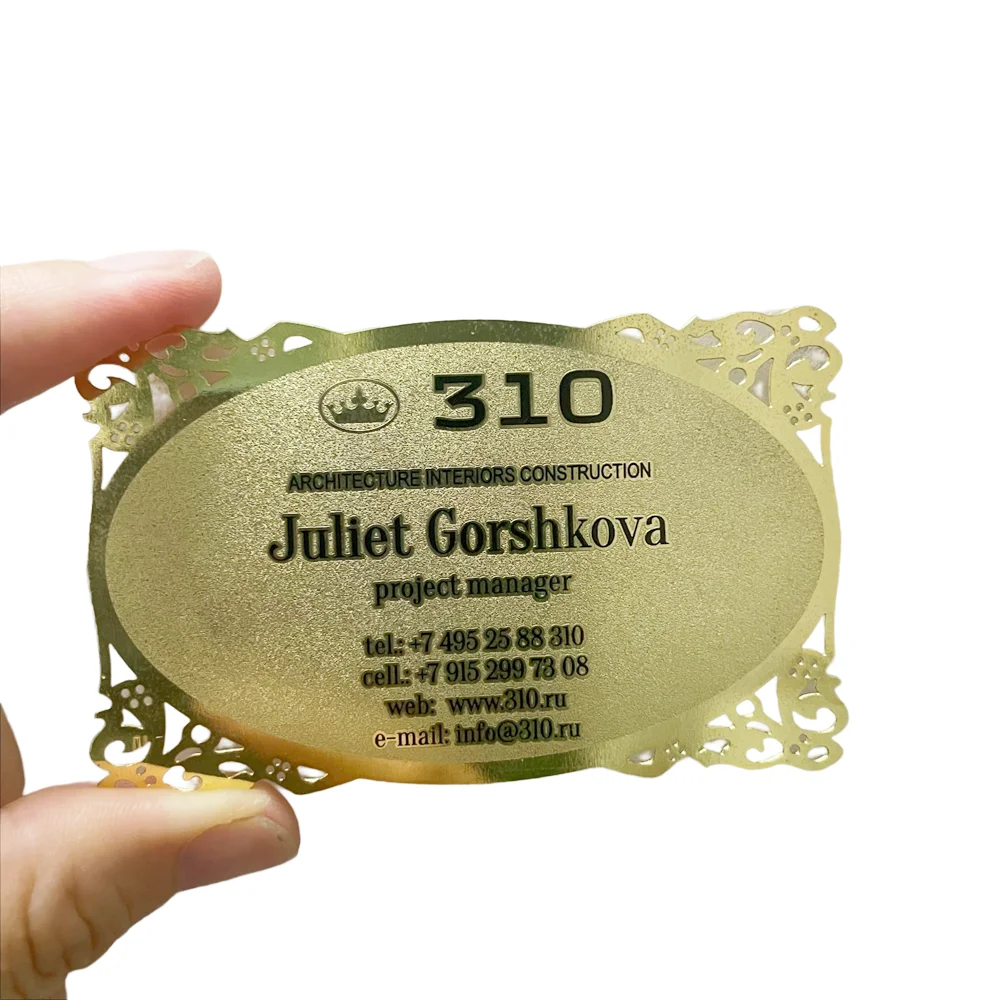 310
ARCHITECTURE INTERIORS CONSTRUCTION
Juliet Gorshkova
project manager
tel.: +7 495 25 88 310
cell.: +7 915 299 73 08
web: www.310.ru
e-mail: info@310.ru